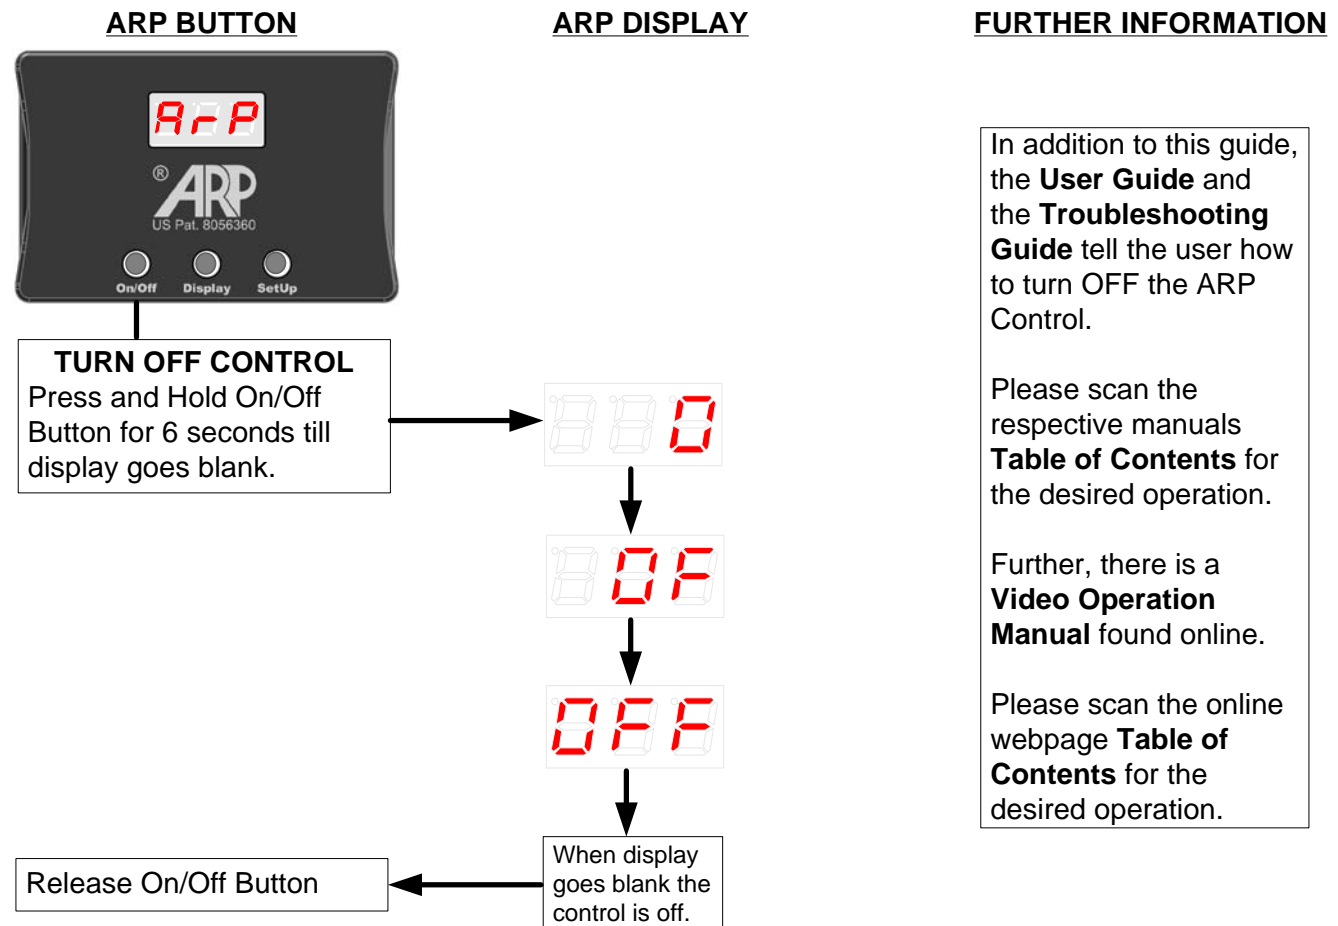 ARP BUTTON
ARP DISPLAY
FURTHER INFORMATION
ArP
® ARP
US Pat. 8056360
On/Off Display SetUp
TURN OFF CONTROL
Press and Hold On/Off
Button for 6 seconds till
display goes blank.
O
OF
OFF
When display
goes blank the
control is off.
Release On/Off Button
In addition to this guide,
the User Guide and
the Troubleshooting
Guide tell the user how
to turn OFF the ARP
Control.
Please scan the
respective manuals
Table of Contents for
the desired operation.
Further, there is a
Video Operation
Manual found online.
Please scan the online
webpage Table of
Contents for the
desired operation.